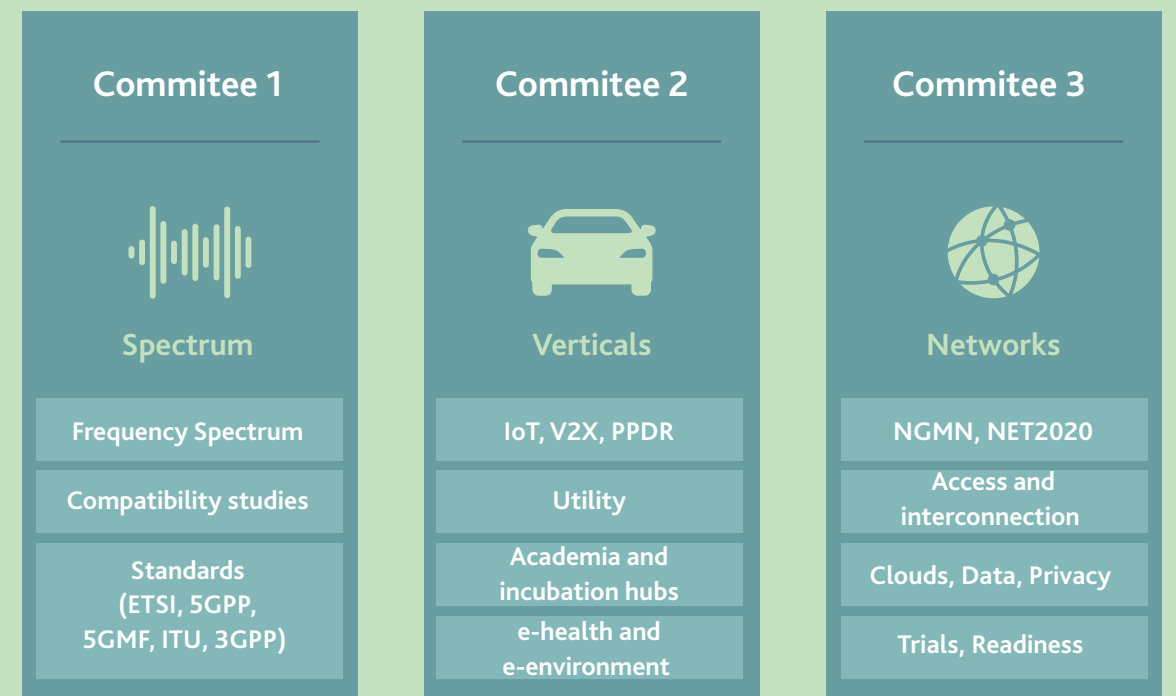 Commitee 1
Spectrum
Frequency Spectrum
Compatibility studies
Standards
(ETSI, 5GPP,
5GMF, ITU, 3GPP)
Commitee 2
Verticals
IoT, V2X, PPDR
Utility
Academia and
incubation hubs
e-health and
e-environment
Commitee 3
Networks
NGMN, NET2020
Access and
interconnection
Clouds, Data, Privacy
Trials, Readiness